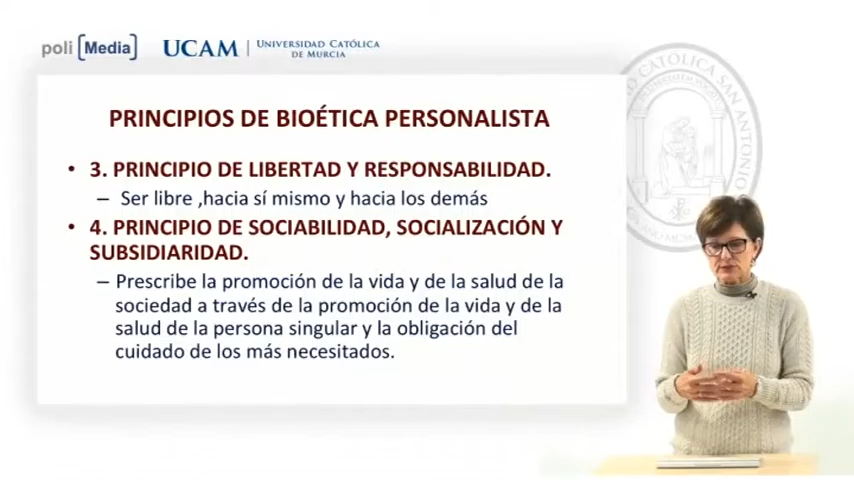 poli [Media] UCAM | UNIVERSIDAD CATÓLICA
DE MURCIA
PRINCIPIOS DE BIOÉTICA PERSONALISTA
• 3. PRINCIPIO DE LIBERTAD Y RESPONSABILIDAD.
– Ser libre ,hacia sí mismo y hacia los demás
• 4. PRINCIPIO DE SOCIABILIDAD, SOCIALIZACIÓN Y
SUBSIDIARIDAD.
– Prescribe la promoción de la vida y de la salud de la
sociedad a través de la promoción de la vida y de la
salud de la persona singular y la obligación del
cuidado de los más necesitados.
CATÓLICA SAN ANTONIO